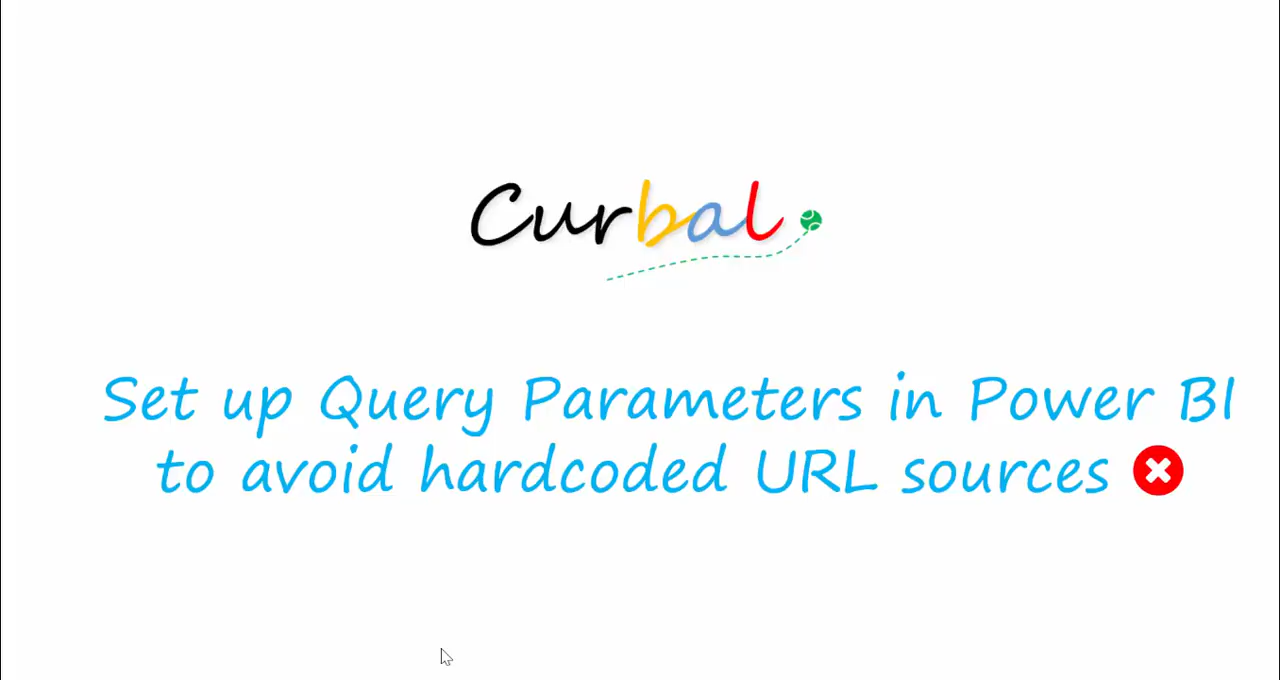 Curbal
Set up Query Parameters in Power BI
to avoid hardcoded URL sources